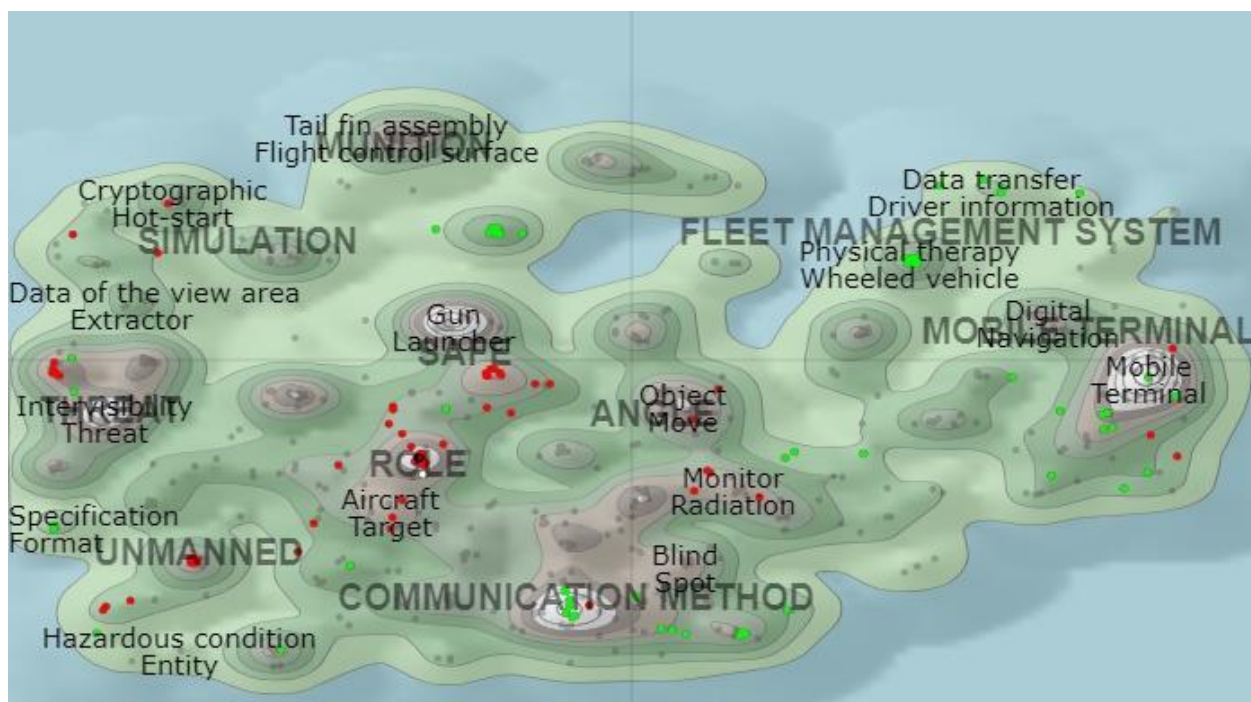 Tail fin assembly
MUNITION
Flight control surface
Cryptographic
Hot-start
SIMULATION
Data transfer
Driver information
FLEET MANAGEMENT SYSTEM
Physical therapy
Wheeled vehicle
Data of the view area
Extractor
Gun
Launcher
SAFE
Digital
MOBILE TERMINAL
Navigation
Mobile
Terminal
Intervisibility
THREAT
Threat
Object
ANGLE
Move
ROLE
Aircraft
Target
Monitor
Radiation
Specification
Format
UNMANNED
Blind
Spot
COMMUNICATION METHOD
Hazardous condition
Entity